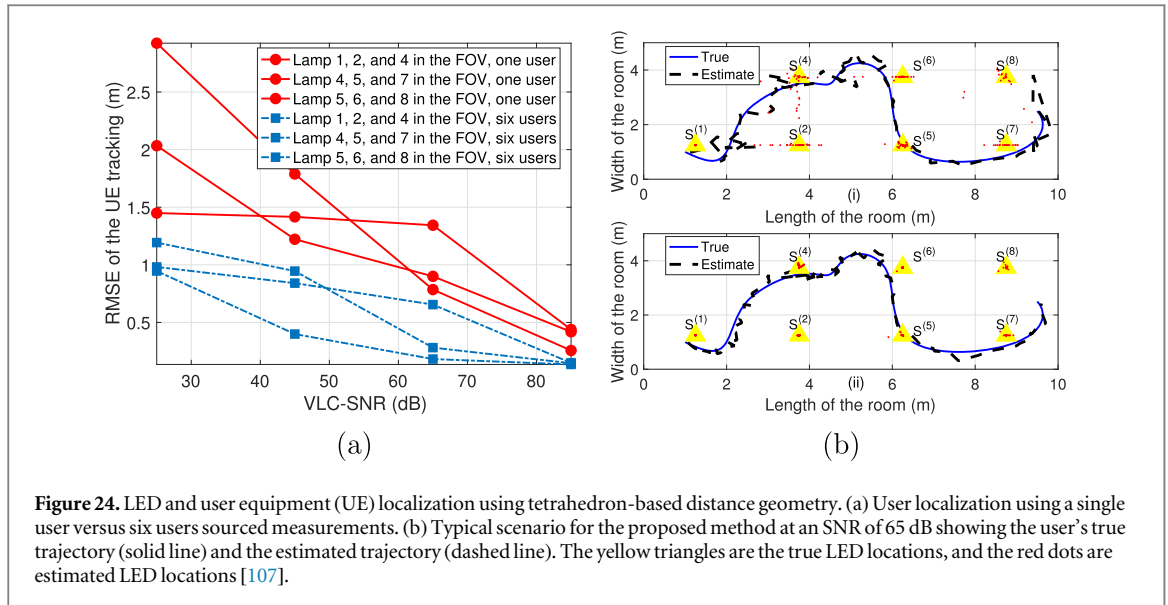 RMSE of the UE tracking (m)
2.5
2
1.5
1
0.5
Lamp 1, 2, and 4 in the FOV, one user
Lamp 4, 5, and 7 in the FOV, one user
Lamp 5, 6, and 8 in the FOV, one user
Lamp 1, 2, and 4 in the FOV, six users
Lamp 4, 5, and 7 in the FOV, six users
Lamp 5, 6, and 8 in the FOV, six users
30 40 50 60 70 80
VLC-SNR (dB)
(a)
Width of the room (m)
4
2
0
True
Estimate
S(4) S(6) S(8)
S(1) S(2) S(5) S(7)
0 2 4 6 8 10
(i)
Length of the room (m)
Width of the room (m)
4
2
0
True
Estimate
S(4) S(6) S(8)
S(1) S(2) S(5) S(7)
0 2 4 6 8 10
(ii)
Length of the room (m)
(b)
Figure 24. LED and user equipment (UE) localization using tetrahedron-based distance geometry. (a) User localization using a single
user versus six users sourced measurements. (b) Typical scenario for the proposed method at an SNR of 65 dB showing the user's true
trajectory (solid line) and the estimated trajectory (dashed line). The yellow triangles are the true LED locations, and the red dots are
estimated LED locations [107].